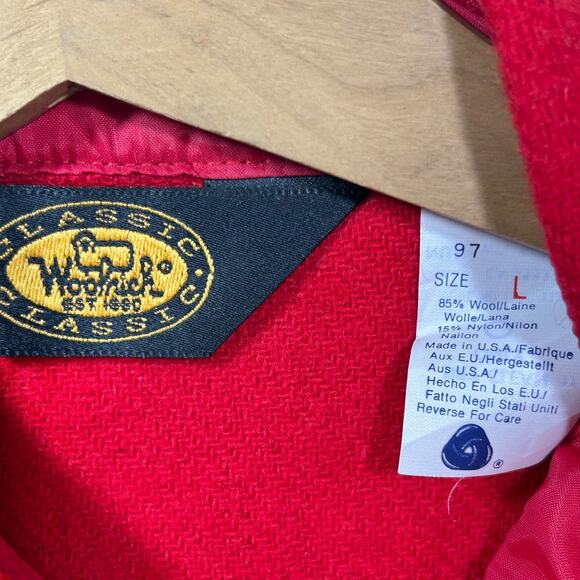 CLASSIC
Woolrich®
EST 1830
CLASSIC
97
SIZE L
85% Wool/Laine
Wolle/Lana
15% Nylon/Nilon
Nailon
Made in U.S.A./Fabrique
Aux E.U./Hergestellt
Aus U.S.A./
Hecho En Los E.U./
Fatto Negli Stati Uniti
Reverse For Care
®